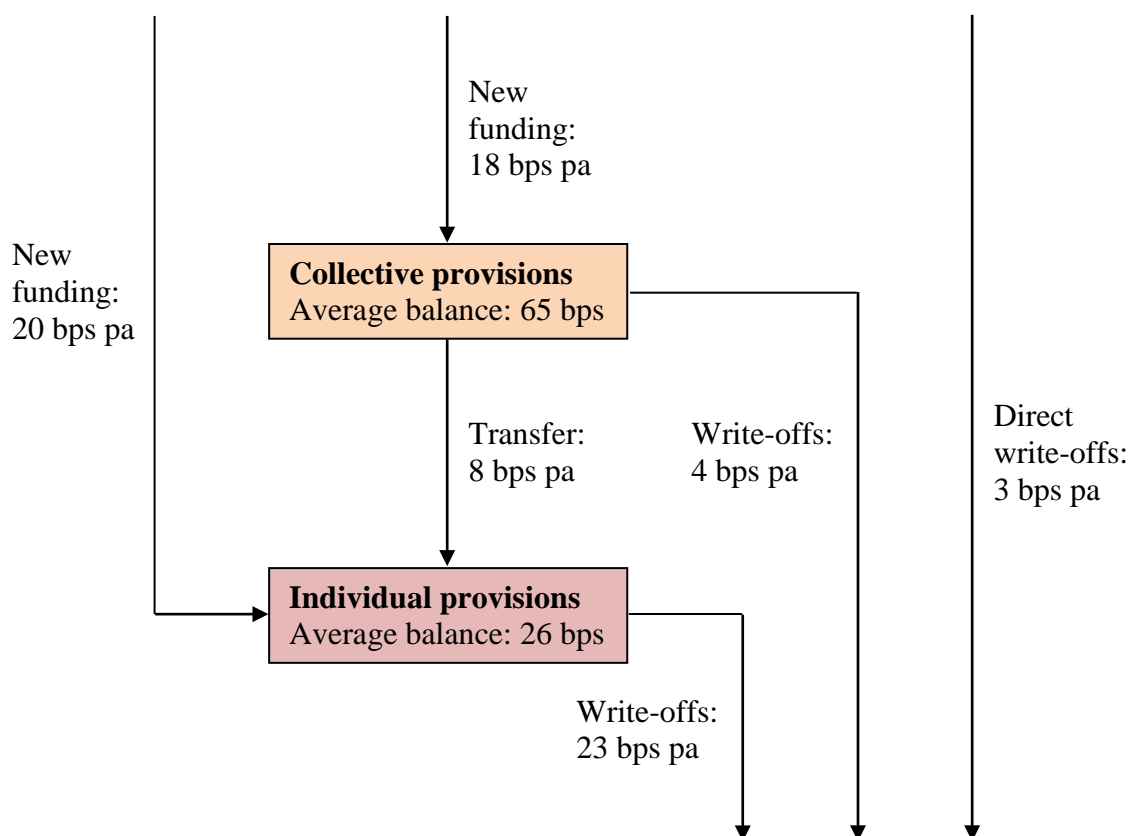 New
funding:
18 bps pa
New
funding:
20 bps pa
Collective provisions
Average balance: 65 bps
Transfer:
8 bps pa
Write-offs:
4 bps pa
Direct
write-offs:
3 bps pa
Individual provisions
Average balance: 26 bps
Write-offs:
23 bps pa